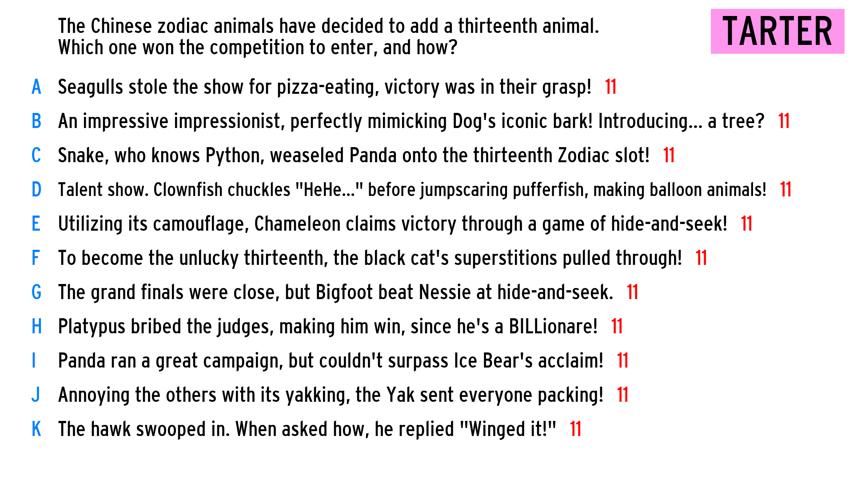 The Chinese zodiac animals have decided to add a thirteenth animal.
Which one won the competition to enter, and how?
TARTER
A Seagulls stole the show for pizza-eating, victory was in their grasp! 11
B An impressive impressionist, perfectly mimicking Dog's iconic bark! Introducing... a tree? 11
C Snake, who knows Python, weaseled Panda onto the thirteenth Zodiac slot! 11
D Talent show. Clownfish chuckles "HeHe..." before jumpscaring pufferfish, making balloon animals! 11
E Utilizing its camouflage, Chameleon claims victory through a game of hide-and-seek! 11
F To become the unlucky thirteenth, the black cat's superstitions pulled through! 11
G The grand finals were close, but Bigfoot beat Nessie at hide-and-seek. 11
H Platypus bribed the judges, making him win, since he's a BILLionare! 11
I Panda ran a great campaign, but couldn't surpass Ice Bear's acclaim! 11
J Annoying the others with its yakking, the Yak sent everyone packing! 11
K The hawk swooped in. When asked how, he replied "Winged it!" 11